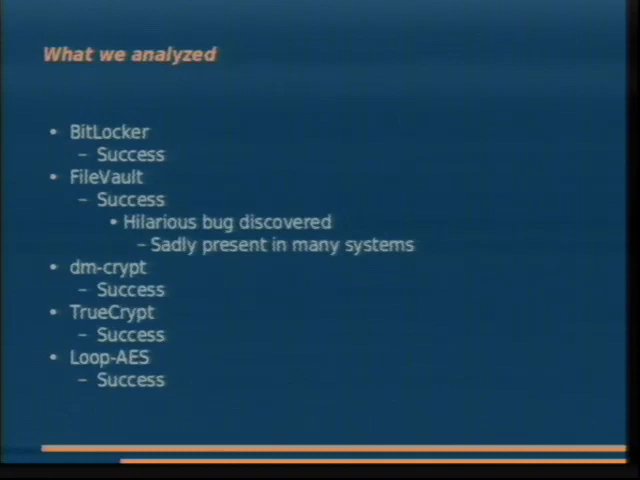 What we analyzed
• BitLocker
– Success
• FileVault
– Success
• Hilarious bug discovered
– Sadly present in many systems
• dm-crypt
– Success
• TrueCrypt
– Success
• Loop-AES
– Success